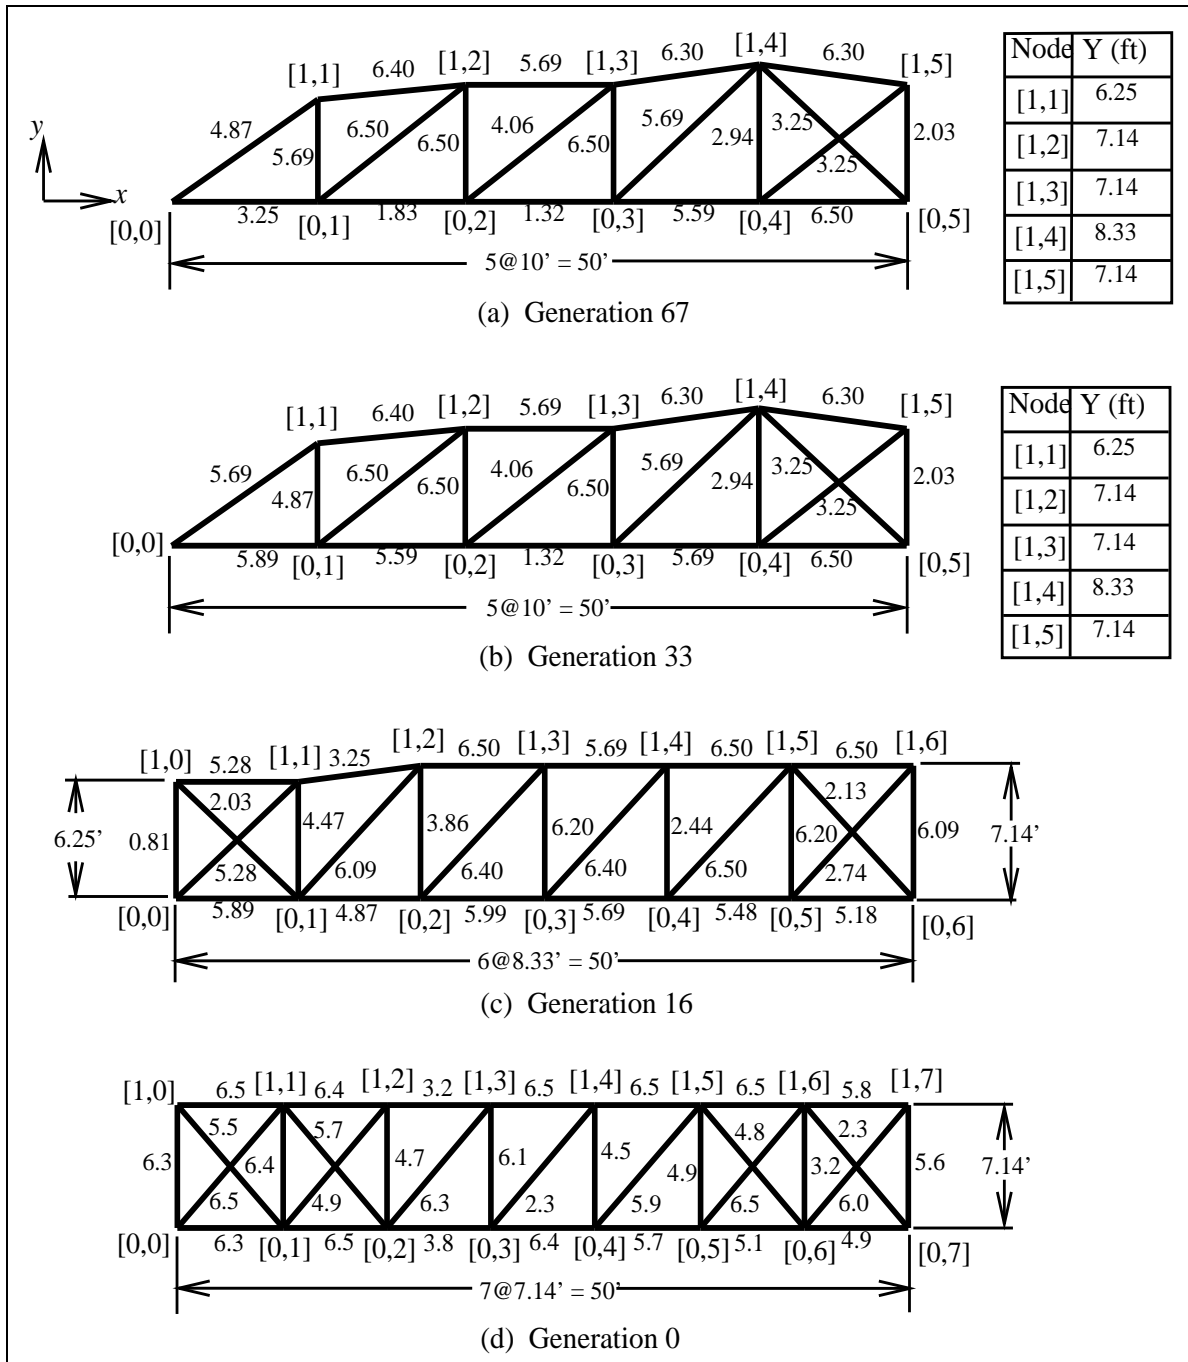 [1,1] 6.40 [1,2] 5.69 [1,3] 6.30 [1,4] 6.30 [1,5]
y
4.87 5.69 6.50 6.50 4.06 6.50 5.69 2.94 3.25 3.25 2.03
x
[0,0] 3.25 [0,1] 1.83 [0,2] 1.32 [0,3] 5.59 [0,4] 6.50 [0,5]
5@10’ = 50’
(a) Generation 67
Node Y (ft)
[1,1] 6.25
[1,2] 7.14
[1,3] 7.14
[1,4] 8.33
[1,5] 7.14
[1,1] 6.40 [1,2] 5.69 [1,3] 6.30 [1,4] 6.30 [1,5]
5.69 4.87 6.50 6.50 4.06 6.50 5.69 2.94 3.25 3.25 2.03
[0,0] 5.89 [0,1] 5.59 [0,2] 1.32 [0,3] 5.69 [0,4] 6.50 [0,5]
5@10’ = 50’
(b) Generation 33
Node Y (ft)
[1,1] 6.25
[1,2] 7.14
[1,3] 7.14
[1,4] 8.33
[1,5] 7.14
[1,0] 5.28 [1,1] 3.25 [1,2] 6.50 [1,3] 5.69 [1,4] 6.50 [1,5] 6.50 [1,6]
2.03 2.13
6.25’ 0.81 4.47 3.86 6.20 2.44 6.20 6.09 7.14’
5.28 6.09 6.40 6.40 6.50 2.74
[0,0] 5.89 [0,1] 4.87 [0,2] 5.99 [0,3] 5.69 [0,4] 5.48 [0,5] 5.18 [0,6]
6@8.33’ = 50’
(c) Generation 16
[1,0] 6.5 [1,1] 6.4 [1,2] 3.2 [1,3] 6.5 [1,4] 6.5 [1,5] 6.5 [1,6] 5.8 [1,7]
5.5 5.7 4.8 2.3
6.3 6.4 4.7 6.1 4.5 4.9 3.2 5.6 7.14’
6.5 4.9 6.3 2.3 5.9 6.5 6.0
[0,0] 6.3 [0,1] 6.5 [0,2] 3.8 [0,3] 6.4 [0,4] 5.7 [0,5] 5.1 [0,6] 4.9 [0,7]
7@7.14’ = 50’
(d) Generation 0